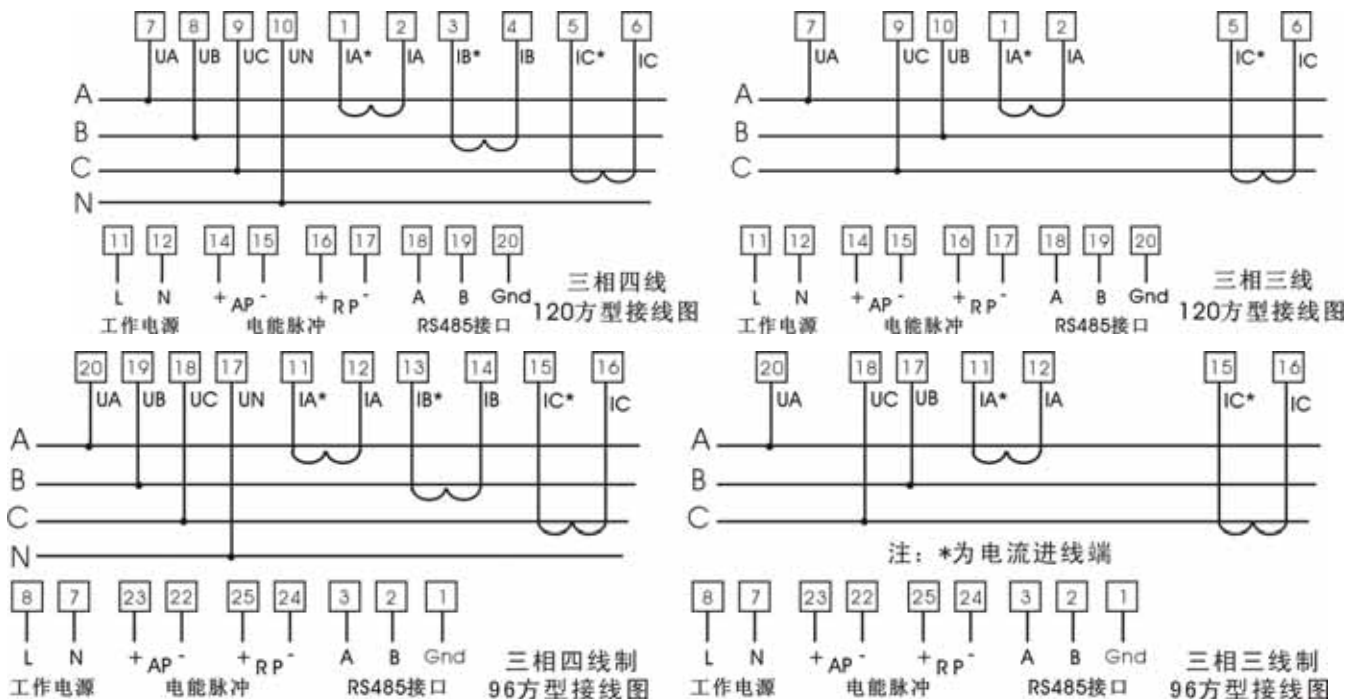 7 8 9 10 1 2 3 4 5 6
UA UB UC UN IA* IA IB* IB IC* IC
A
B
C
N
11 12 14 15 16 17 18 19 20
L N + AP - + RP - A B Gnd
工作电源 电能脉冲 RS485接口
三相四线
120方型接线图
7 9 10 1 2 5 6
UA UC UB IA* IA IC* IC
A
B
C
11 12 14 15 16 17 18 19 20
L N + AP - + RP - A B Gnd
工作电源 电能脉冲 RS485接口
三相三线
120方型接线图
20 19 18 17 11 12 13 14 15 16
UA UB UC UN IA* IA IB* IB IC* IC
A
B
C
N
8 7 23 22 25 24 3 2 1
L N + AP - + RP - A B Gnd
工作电源 电能脉冲 RS485接口
三相四线制
96方型接线图
20 18 17 11 12 15 16
UA UC UB IA* IA IC* IC
A
B
C
注：*为电流进线端
8 7 23 22 25 24 3 2 1
L N + AP - + RP - A B Gnd
工作电源 电能脉冲 RS485接口
三相三线制
96方型接线图